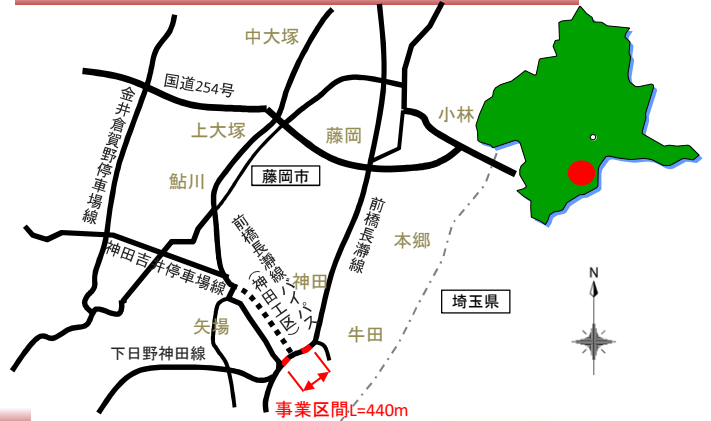 中大塚
国道254号
小林
金井倉賀野停車場線
上大塚
藤岡
鮎川
藤岡市
前橋長瀞線
前橋長瀞線バイパス
(神田工区)
本郷
神田吉井停車場線
神田
N
埼玉県
矢場
牛田
下日野神田線
事業区間L=440m